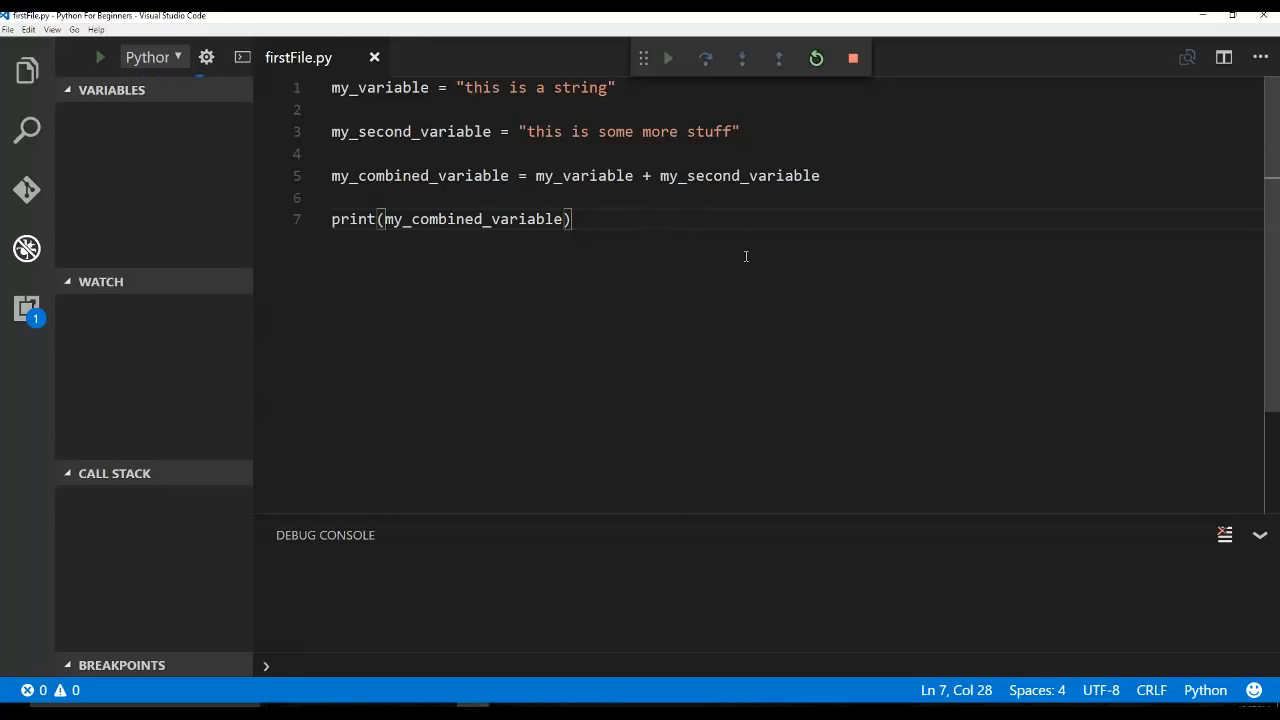 firstFile.py - Python For Beginners - Visual Studio Code
File Edit View Go Help
Python firstFile.py
VARIABLES
1 my_variable = "this is a string"
2
3 my_second_variable = "this is some more stuff"
4
5 my_combined_variable = my_variable + my_second_variable
6
7 print(my_combined_variable)
WATCH
CALL STACK
DEBUG CONSOLE
1
BREAKPOINTS
0 0 Ln 7, Col 28 Spaces: 4 UTF-8 CRLF Python